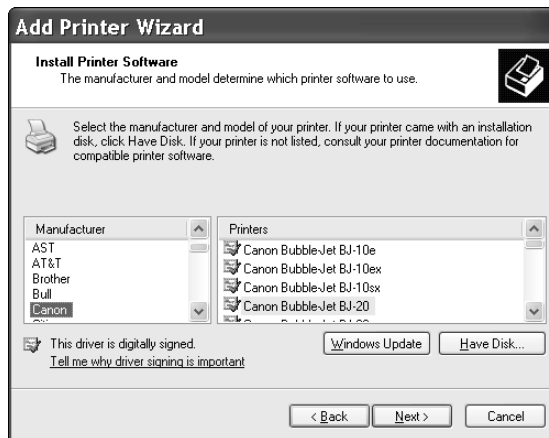 Add Printer Wizard
Install Printer Software
The manufacturer and model determine which printer software to use.
Select the manufacturer and model of your printer. If your printer came with an installation
disk, click Have Disk. If your printer is not listed, consult your printer documentation for
compatible printer software.
Manufacturer
AST
AT&T
Brother
Bull
Canon
Printers
Canon Bubble-Jet BJ-10e
Canon Bubble-Jet BJ-10ex
Canon Bubble-Jet BJ-10sx
Canon Bubble-Jet BJ-20
This driver is digitally signed.
Tell me why driver signing is important
Windows Update
Have Disk...
< Back
Next >
Cancel